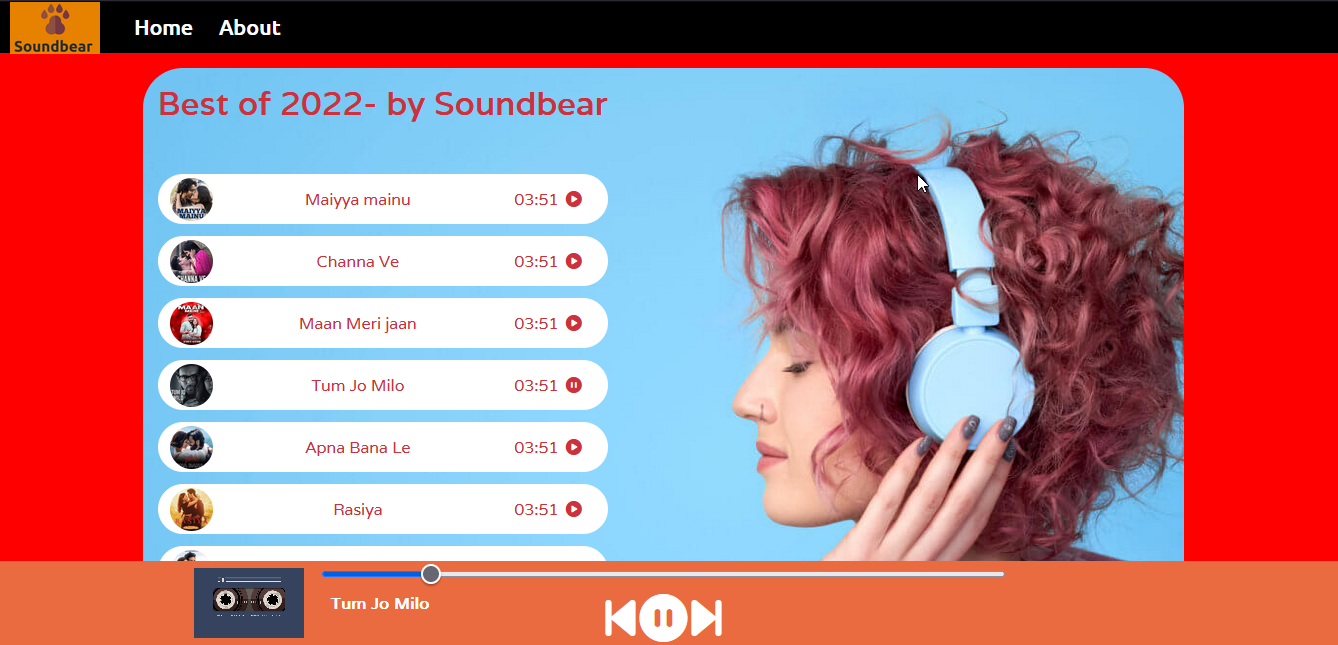 Soundbear
Home
About
Best of 2022- by Soundbear
MAIYYA
MAINU
Maiyya mainu
03:51
CHANNA VE
Channa Ve
03:51
MAAN
MERI
Maan Meri jaan
03:51
Tum Jo Milo
03:51
Apna Bana Le
03:51
Rasiya
03:51
Tum Jo Milo